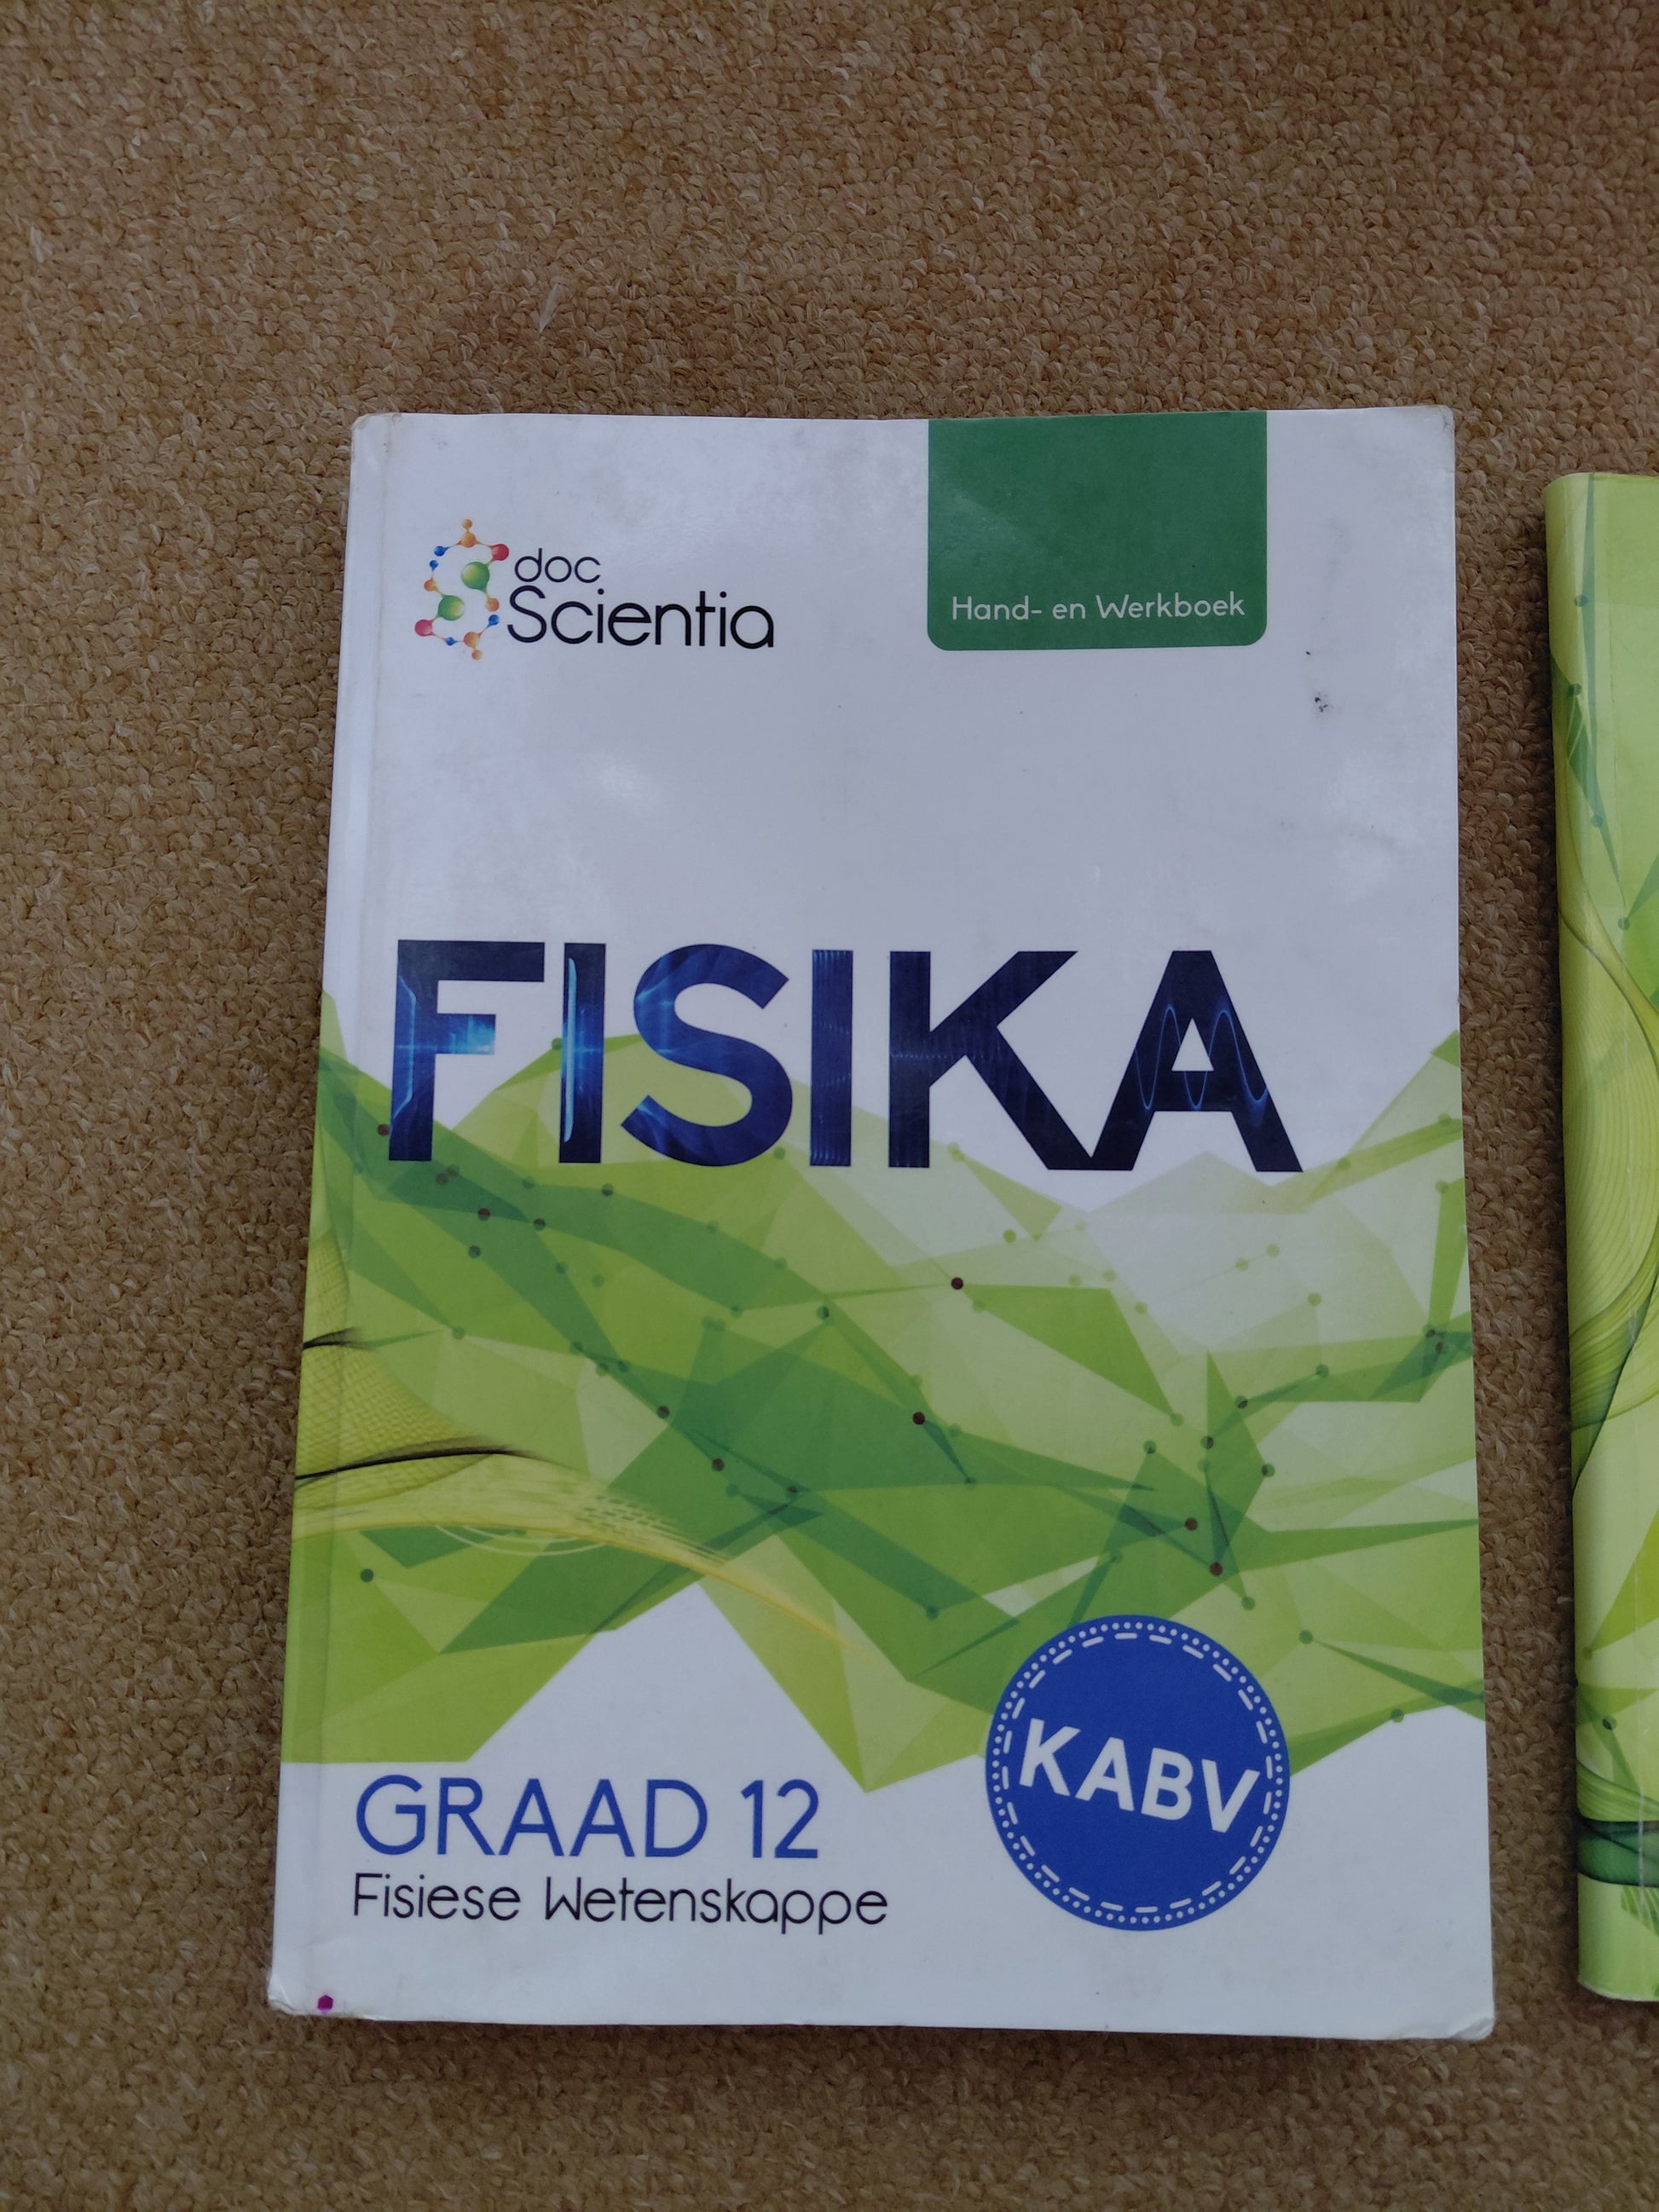 doc
Scientia
Hand- en Werkboek
FISIKA
KABV
GRAAD 12
Fisiese Wetenskappe